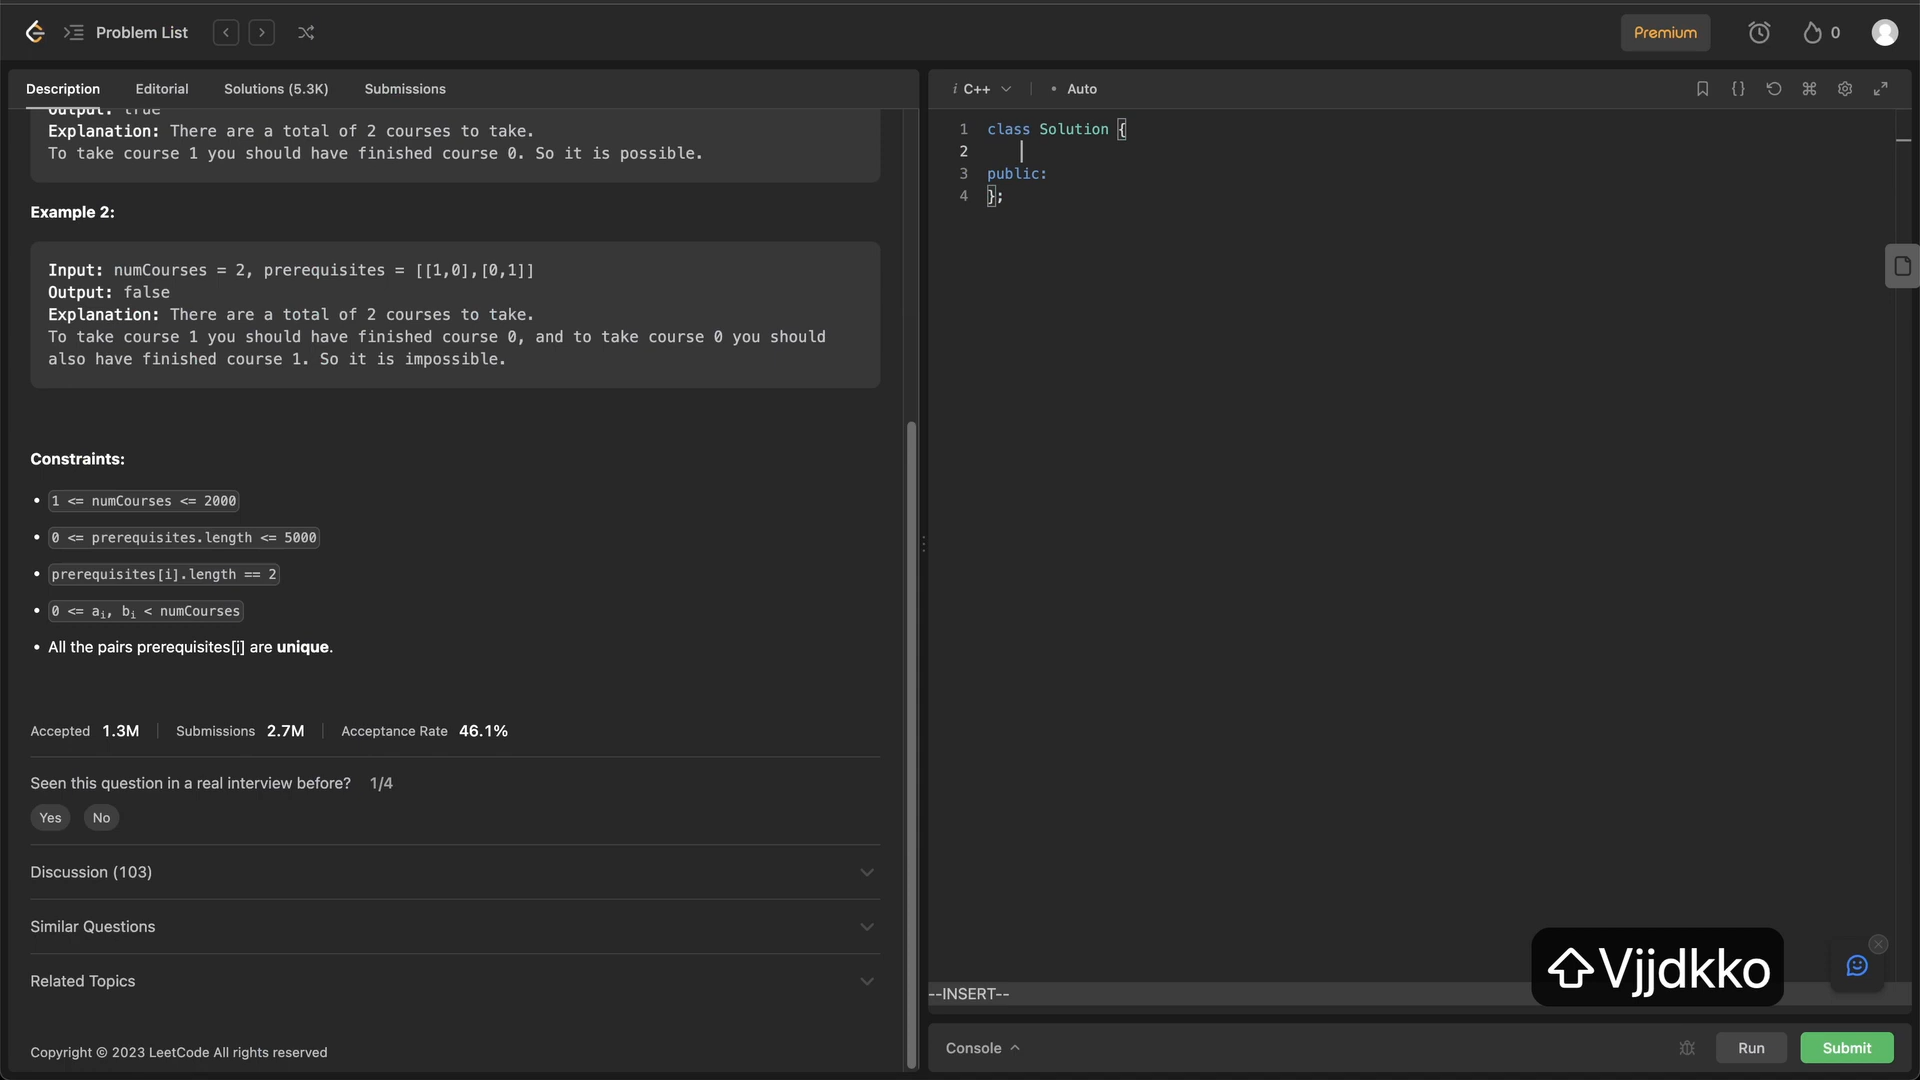 Problem List
Premium
0
Description Editorial Solutions (5.3K) Submissions
Output: true
Explanation: There are a total of 2 courses to take.
To take course 1 you should have finished course 0. So it is possible.
Example 2:
Input: numCourses = 2, prerequisites = [[1,0],[0,1]]
Output: false
Explanation: There are a total of 2 courses to take.
To take course 1 you should have finished course 0, and to take course 0 you should
also have finished course 1. So it is impossible.
Constraints:
• 1 <= numCourses <= 2000
• 0 <= prerequisites.length <= 5000
• prerequisites[i].length == 2
• 0 <= ai, bi < numCourses
• All the pairs prerequisites[i] are unique.
Accepted 1.3M Submissions 2.7M Acceptance Rate 46.1%
Seen this question in a real interview before? 1/4
Yes No
Discussion (103)
Similar Questions
Related Topics
Copyright © 2023 LeetCode All rights reserved
i C++ • Auto
{}
1 class Solution {
2
3 public:
4 };
⇧Vjjdkko
--INSERT--
Console
Run
Submit